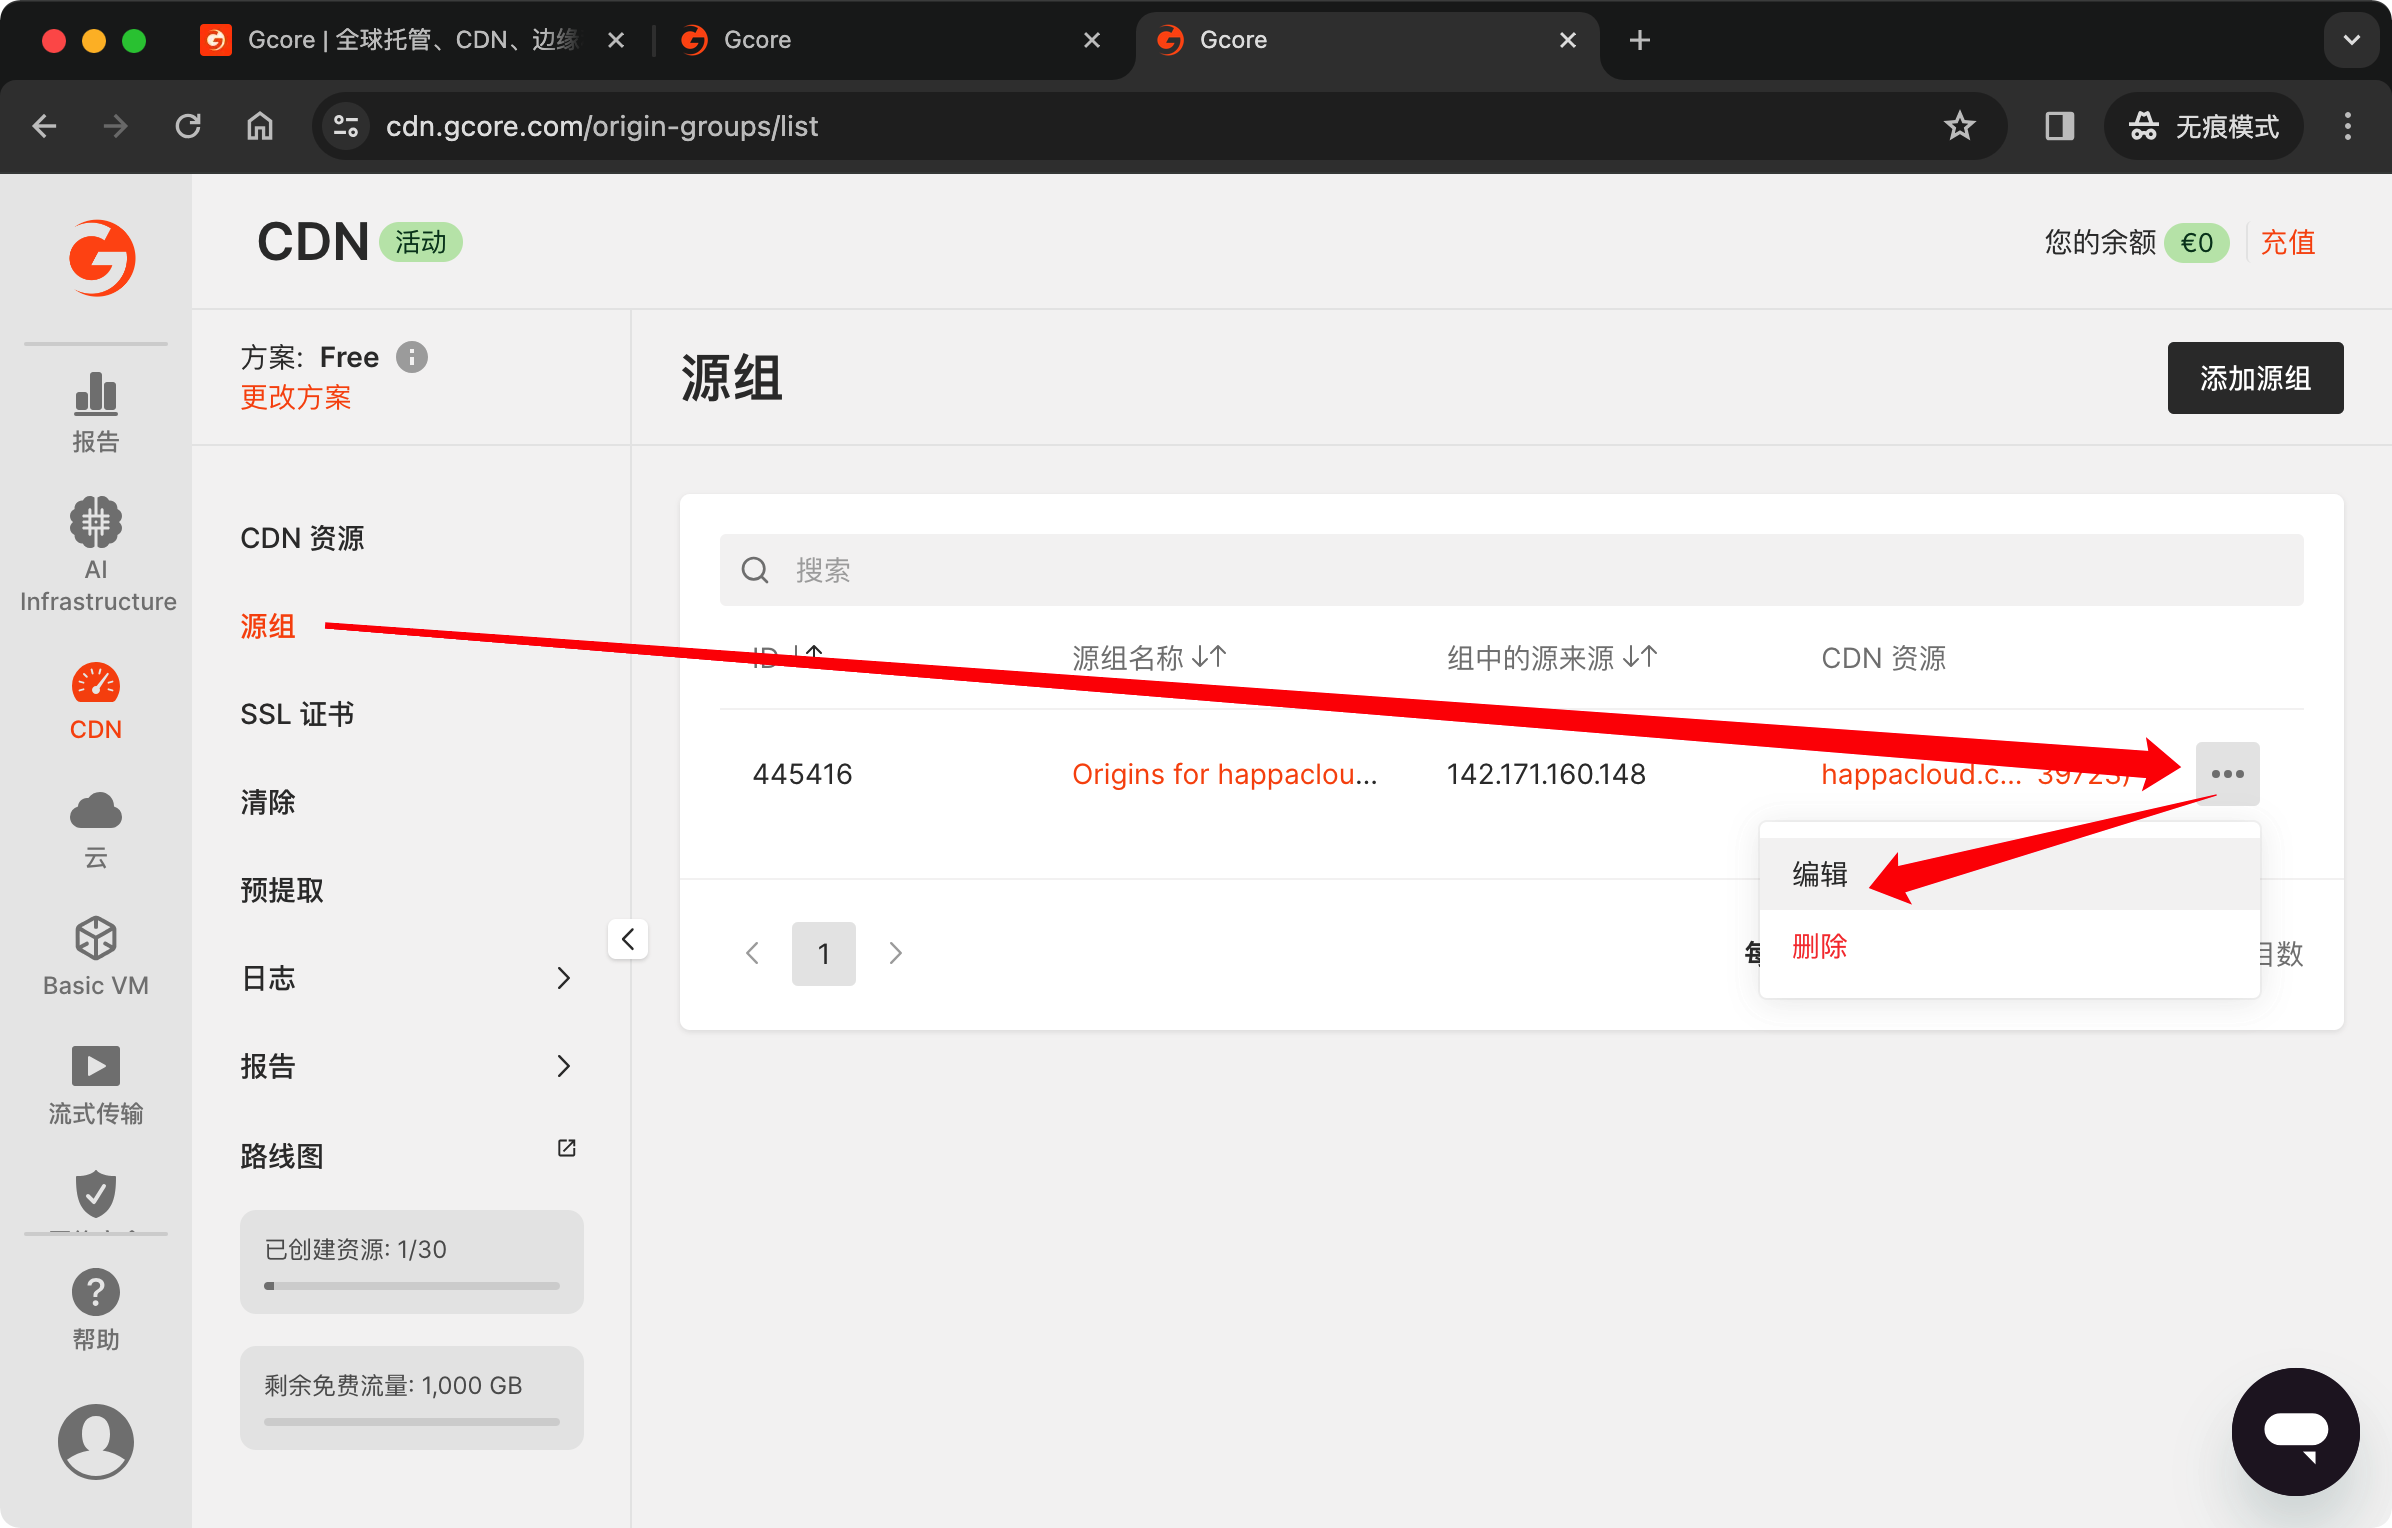 Gcore | 全球托管、CDN、边缘
Gcore
Gcore
cdn.gcore.com/origin-groups/list
无痕模式
CDN 活动
您的余额 €0 充值
方案: Free
更改方案
源组
添加源组
报告
AI
Infrastructure
CDN
云
Basic VM
流式传输
帮助
CDN 资源
源组
SSL 证书
清除
预提取
日志
报告
路线图
已创建资源: 1/30
剩余免费流量: 1,000 GB
搜索
ID 源组名称 组中的源来源 CDN 资源
445416 Origins for happaclou... 142.171.160.148 happacloud.c... 39723)
编辑
删除
1 每 目数